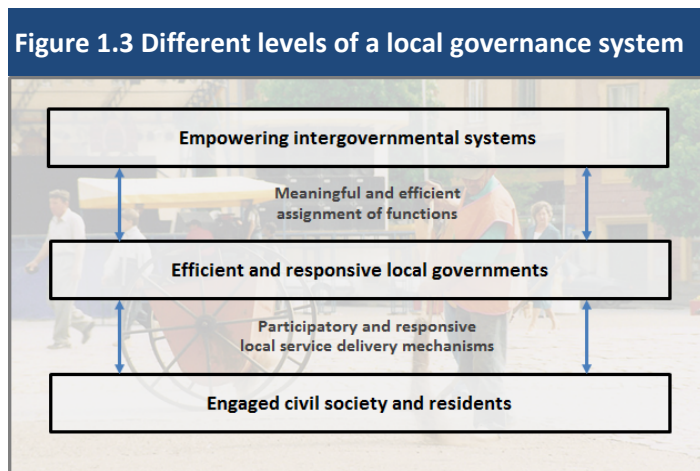 Figure 1.3 Different levels of a local governance system
Empowering intergovernmental systems
Meaningful and efficient
assignment of functions
Efficient and responsive local governments
Participatory and responsive
local service delivery mechanisms
Engaged civil society and residents